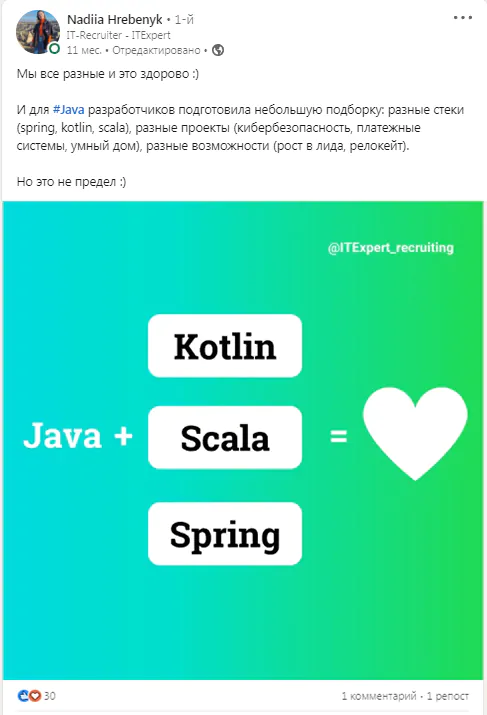 Nadiia Hrebenyk • 1-й
IT-Recruiter - ITExpert
11 мес. • Отредактировано •
Мы все разные и это здорово :)
И для #Java разработчиков подготовила небольшую подборку: разные стеки
(spring, kotlin, scala), разные проекты (кибербезопасность, платежные
системы, умный дом), разные возможности (рост в лида, релокейт).
Но это не предел :)
@ITExpert_recruiting
Kotlin
Java + Scala =
Spring
30
1 комментарий • 1 репост